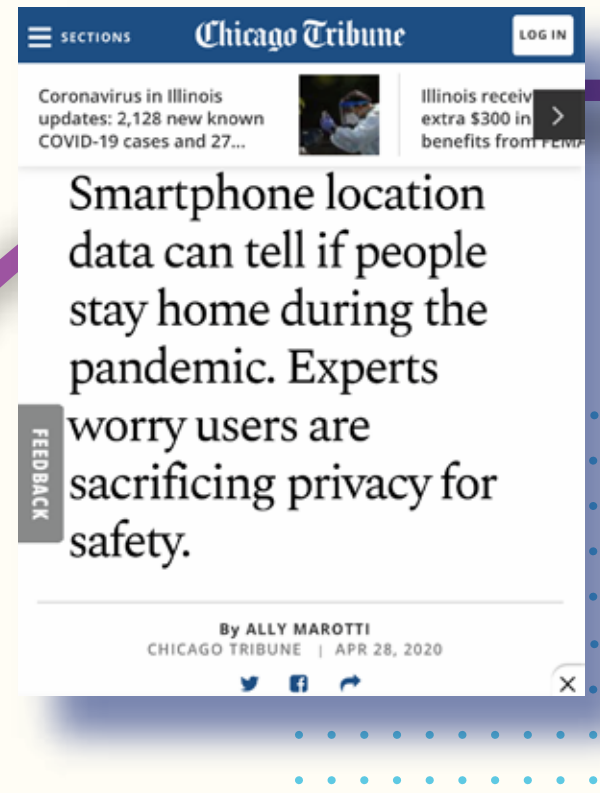 SECTIONS
Chicago Tribune
LOG IN
Coronavirus in Illinois
updates: 2,128 new known
COVID-19 cases and 27...
Illinois receiv
extra $300 in
benefits from FEMA
Smartphone location
data can tell if people
stay home during the
pandemic. Experts
worry users are
sacrificing privacy for
safety.
FEEDBACK
By ALLY MAROTTI
CHICAGO TRIBUNE | APR 28, 2020